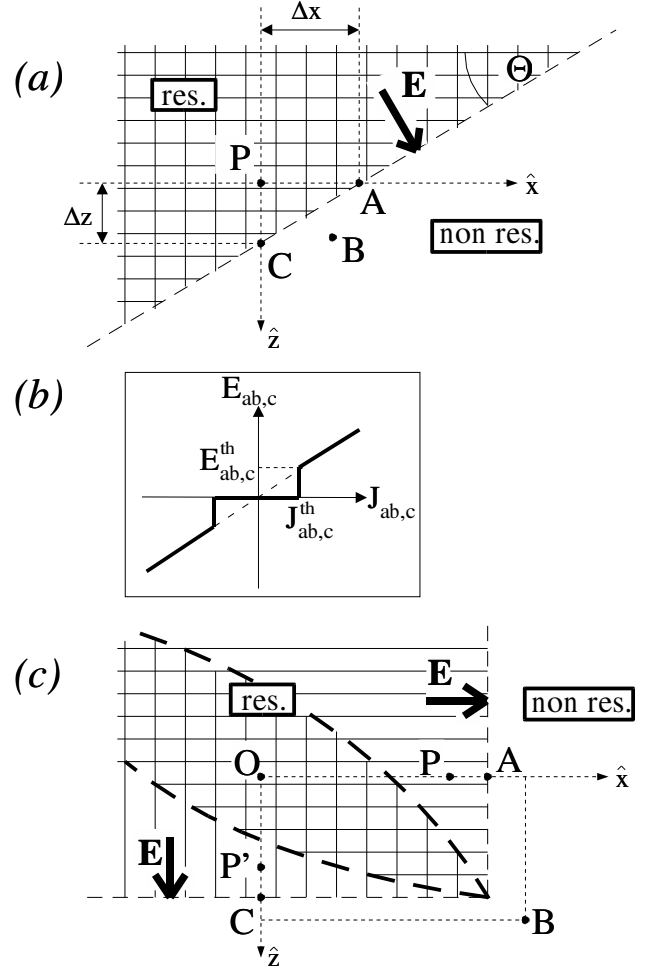 Δx
(a)
res.
E
Θ
P
x̂
Δz
A
non res.
B
C
ẑ
(b)
E_ab,c
E^th_ab,c
J_ab,c
J^th_ab,c
(c)
E
res.
non res.
O
P
A
x̂
E
P'
C
B
ẑ